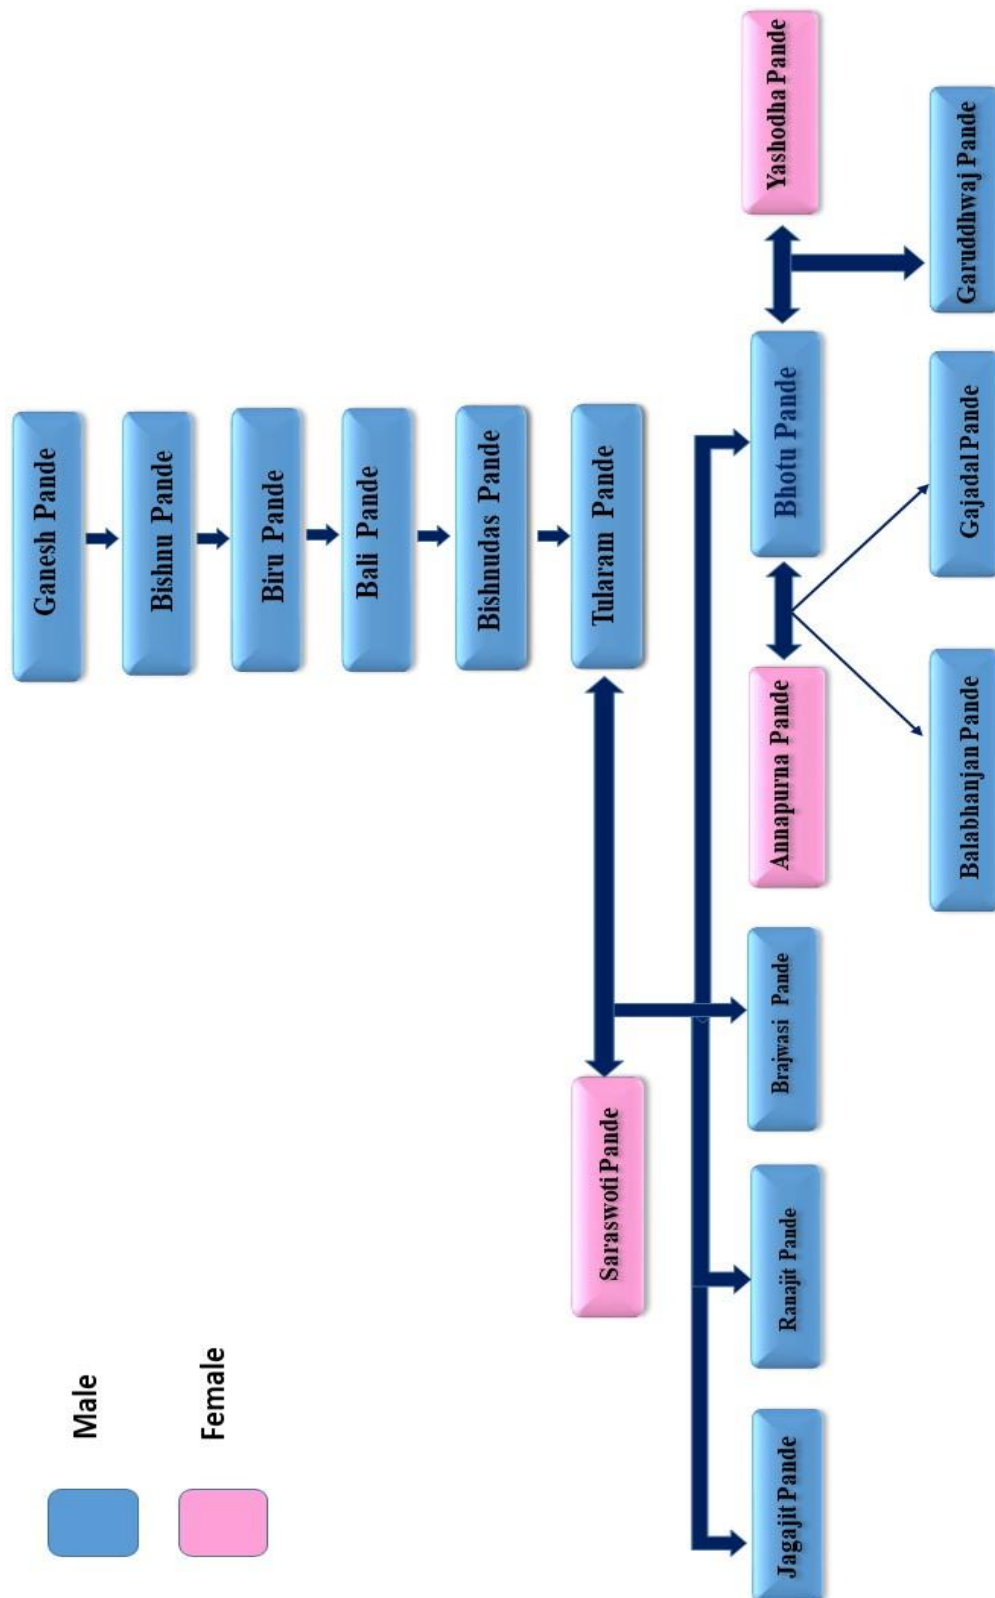 Male
Female
Ganesh Pande
Bishnu Pande
Biru Pande
Bali Pande
Bishnudas Pande
Saraswoti Pande
Tularam Pande
Jagajit Pande
Ranajit Pande
Brajwasi Pande
Annapurna Pande
Bhotu Pande
Yashodha Pande
Balabhanjan Pande
Gajadal Pande
Garuddhwaj Pande